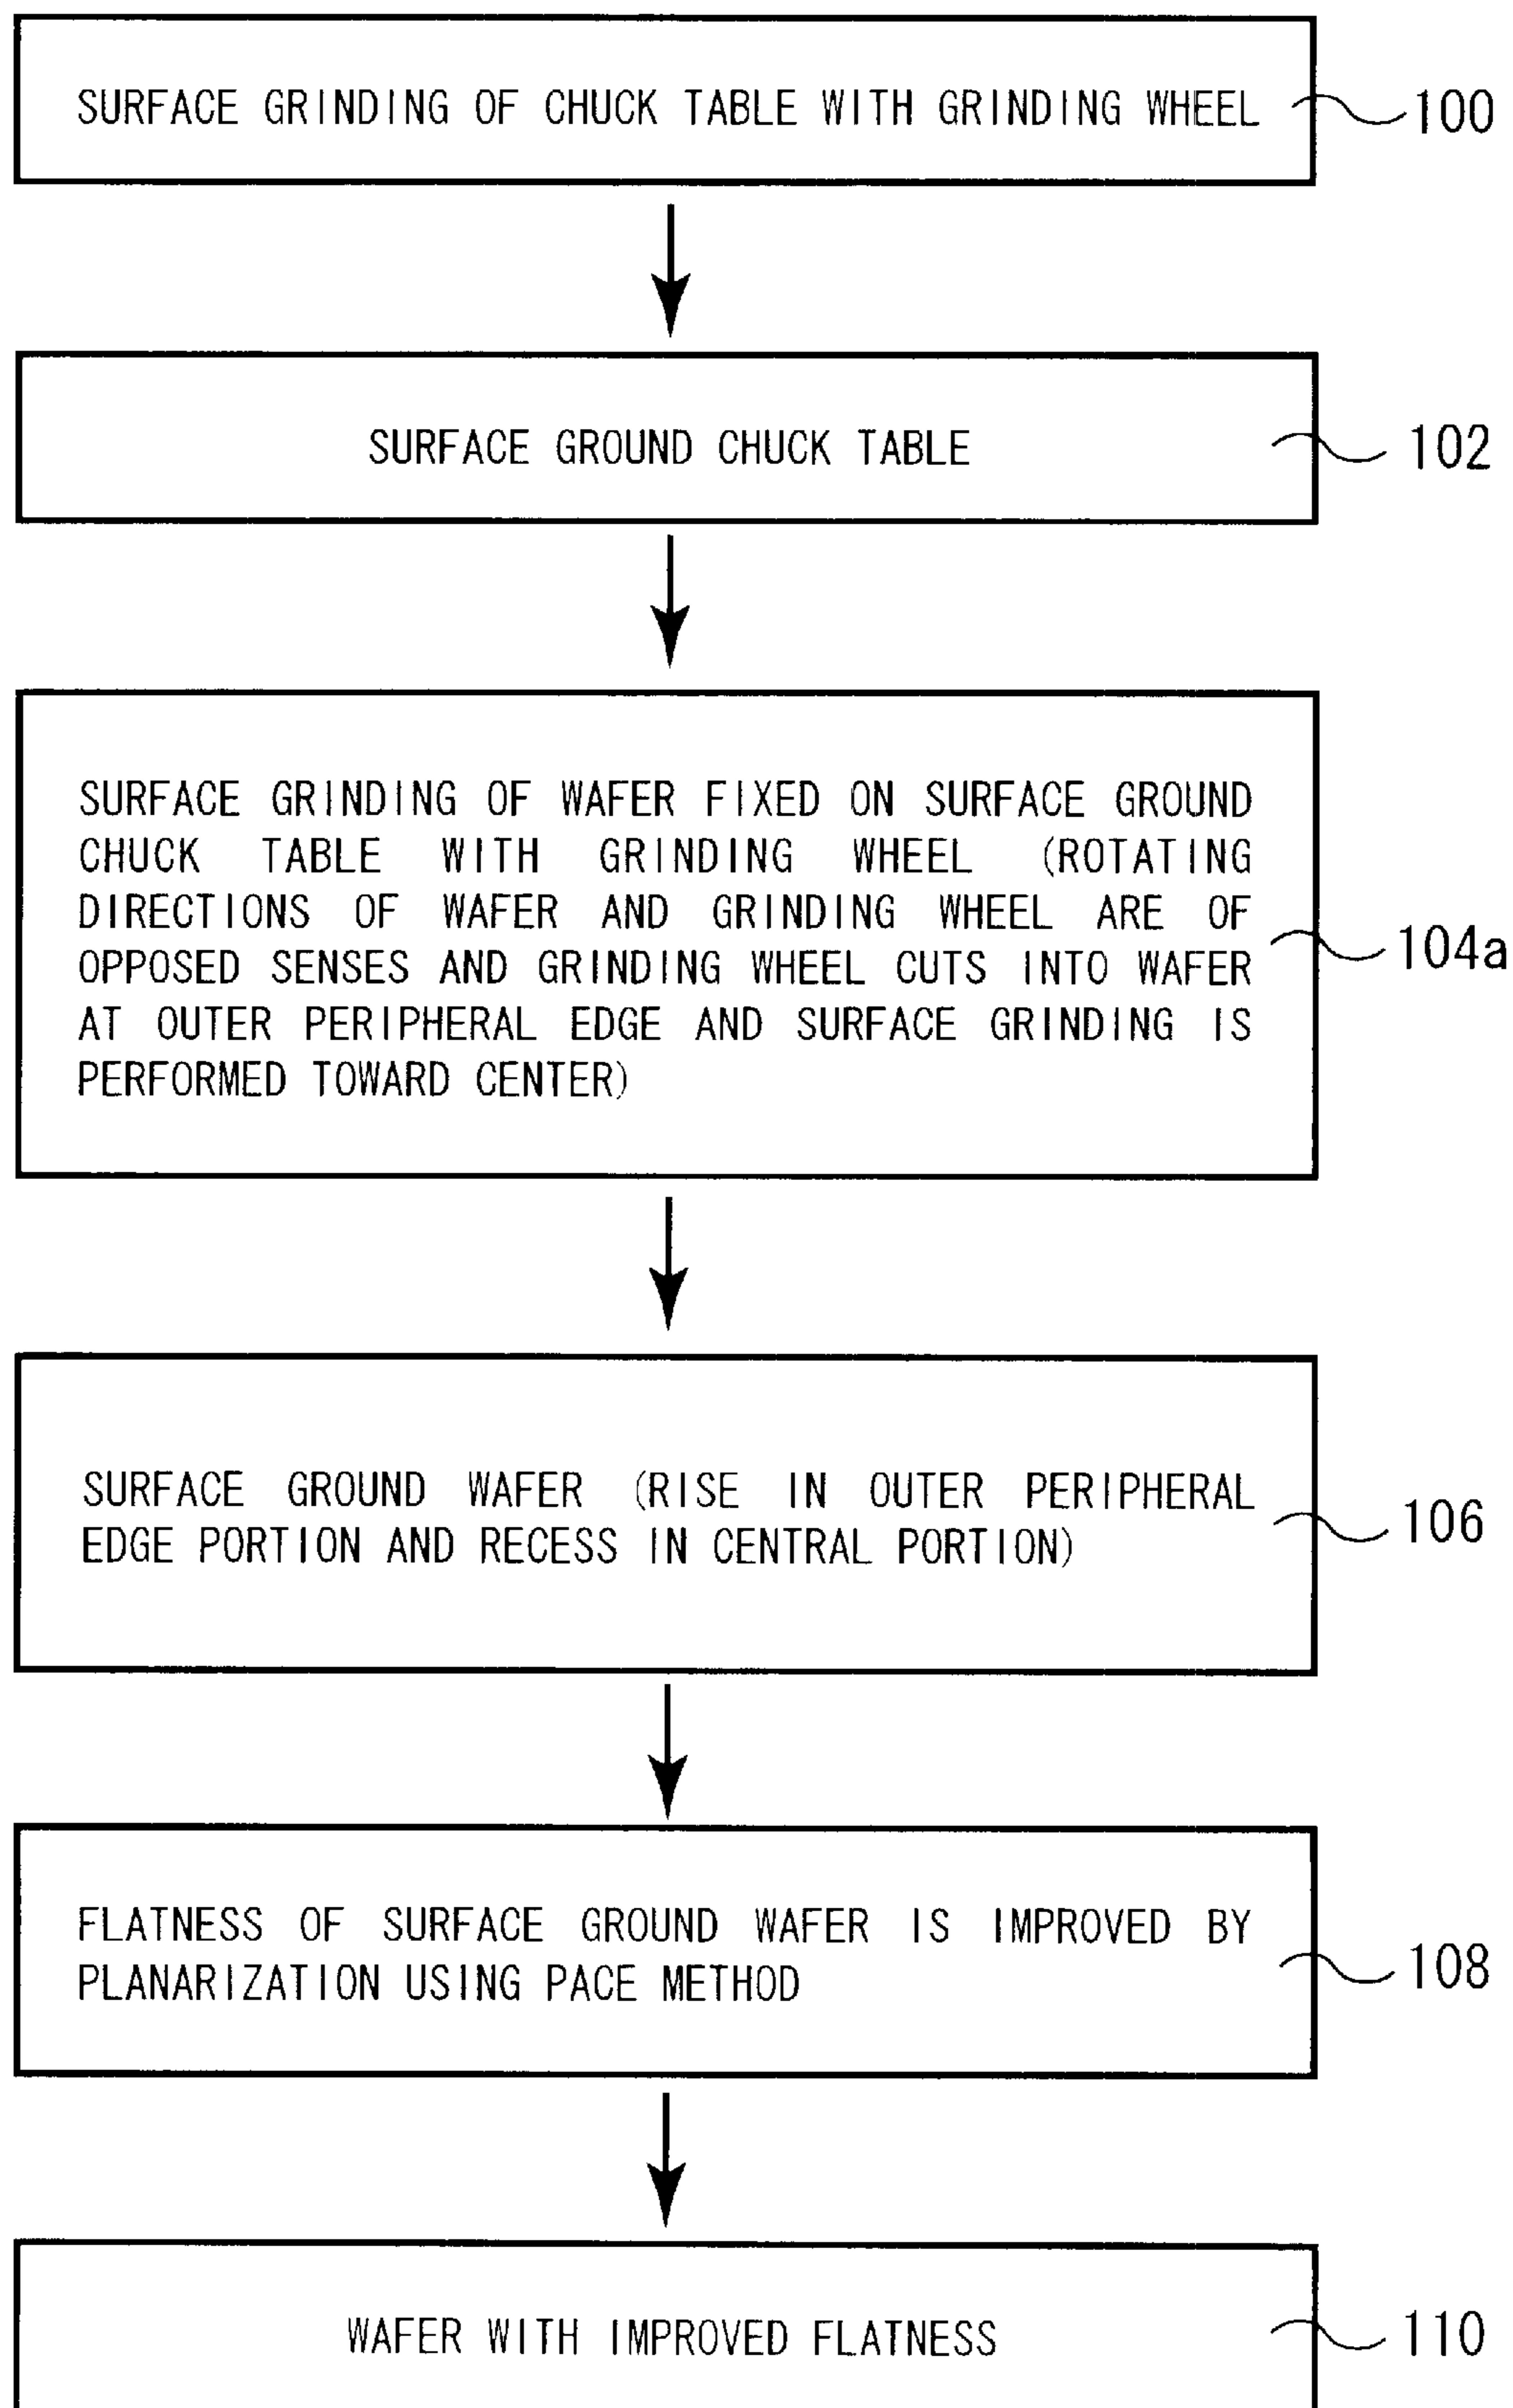 SURFACE GRINDING OF CHUCK TABLE WITH GRINDING WHEEL
100
SURFACE GROUND CHUCK TABLE
102
SURFACE GRINDING OF WAFER FIXED ON SURFACE GROUND
CHUCK TABLE WITH GRINDING WHEEL (ROTATING
DIRECTIONS OF WAFER AND GRINDING WHEEL ARE OF
OPPOSED SENSES AND GRINDING WHEEL CUTS INTO WAFER
AT OUTER PERIPHERAL EDGE AND SURFACE GRINDING IS
PERFORMED TOWARD CENTER)
104a
SURFACE GROUND WAFER (RISE IN OUTER PERIPHERAL
EDGE PORTION AND RECESS IN CENTRAL PORTION)
106
FLATNESS OF SURFACE GROUND WAFER IS IMPROVED BY
PLANARIZATION USING PACE METHOD
108
WAFER WITH IMPROVED FLATNESS
110